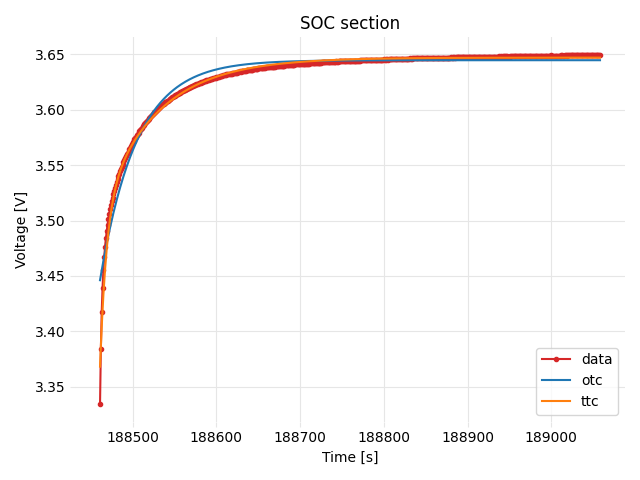 SOC section
Voltage [V]
3.65
3.60
3.55
3.50
3.45
3.40
3.35
data
otc
ttc
188500 188600 188700 188800 188900 189000
Time [s]